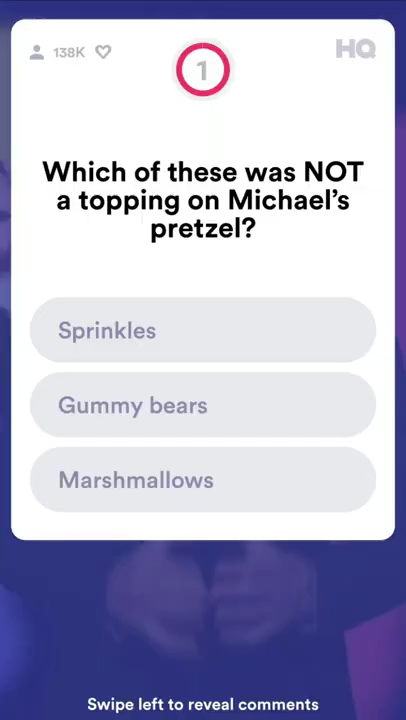 138K
HQ
1
Which of these was NOT
a topping on Michael's
pretzel?
Sprinkles
Gummy bears
Marshmallows
Swipe left to reveal comments